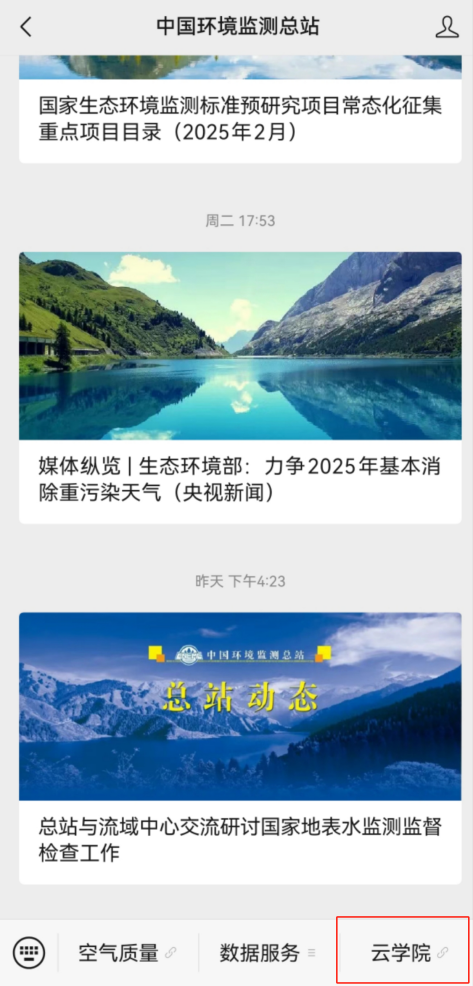 中国环境监测总站
国家生态环境监测标准预研究项目常态化征集
重点项目目录（2025年2月）
周二 17:53
媒体纵览 | 生态环境部：力争2025年基本消
除重污染天气（央视新闻）
昨天 下午4:23
中国环境监测总站
总站动态
总站与流域中心交流研讨国家地表水监测监督
检查工作
空气质量
数据服务
云学院